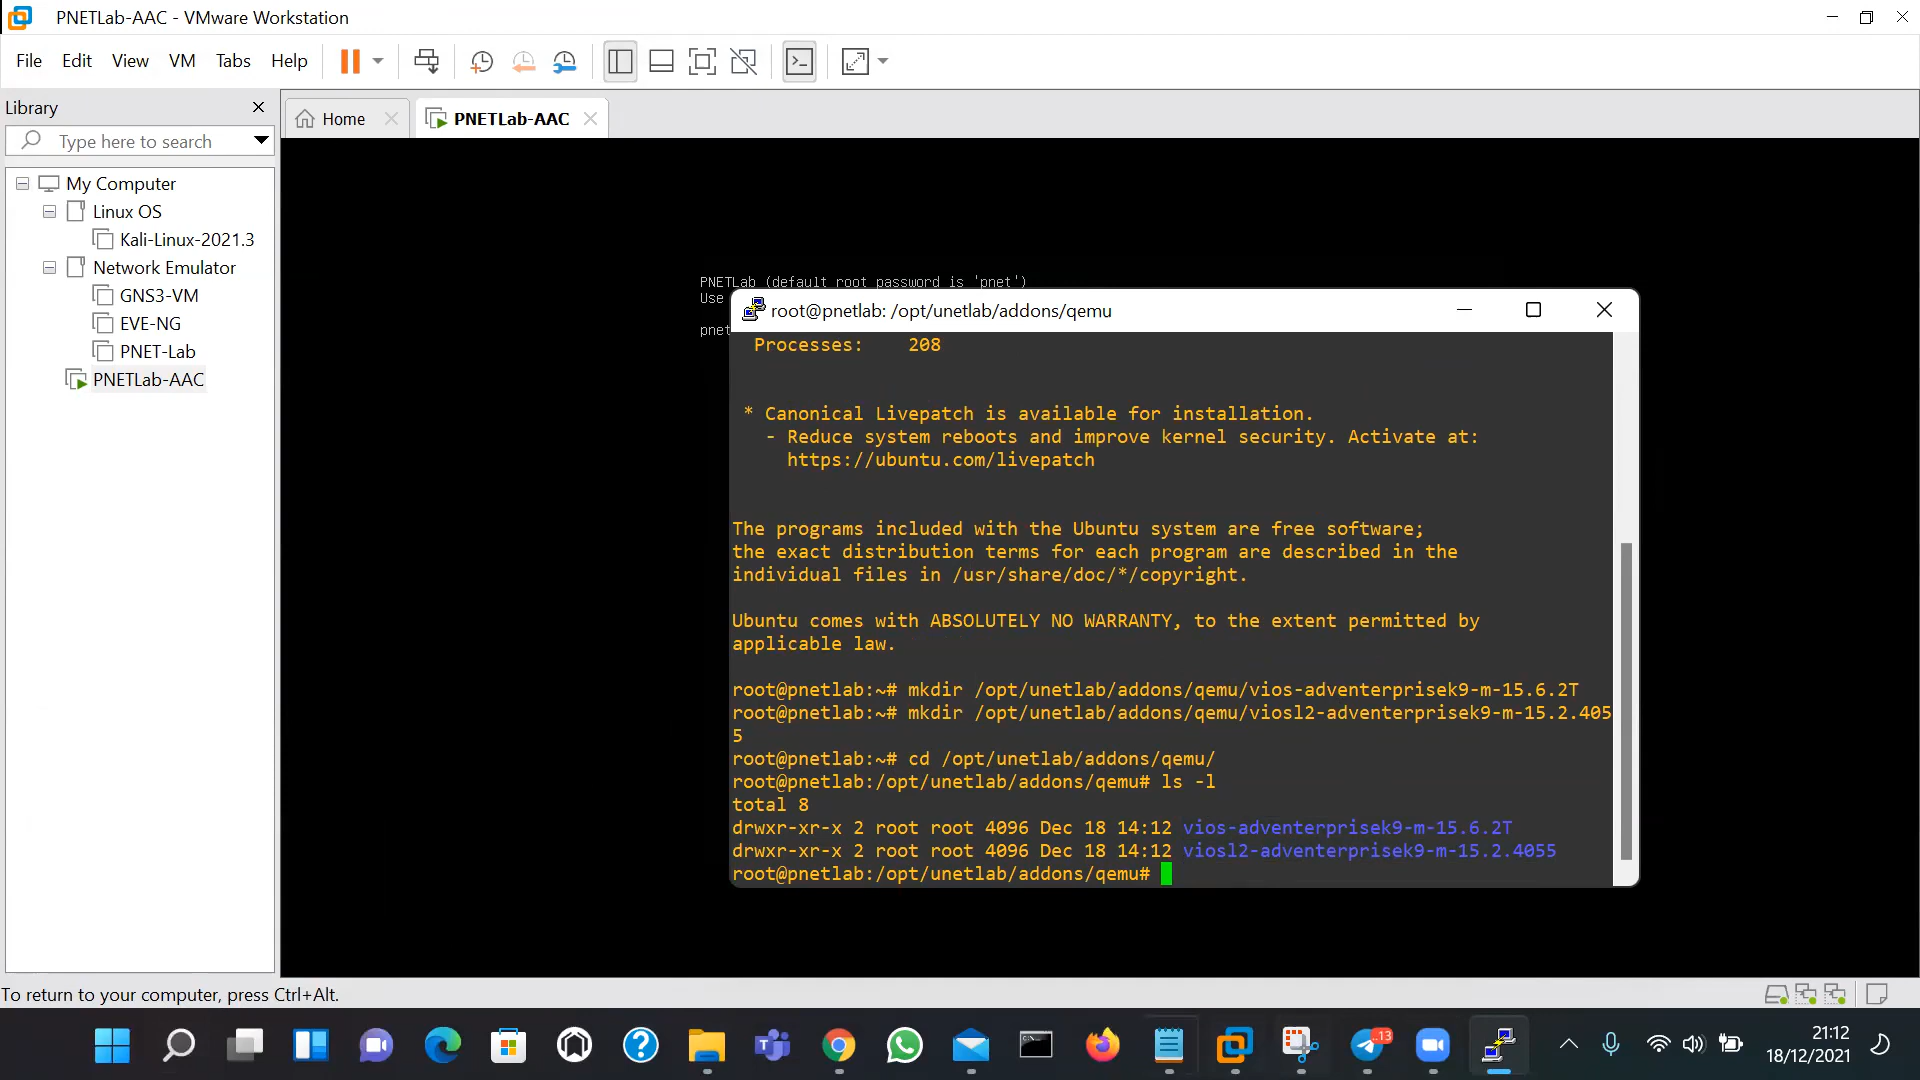 PNETLab-AAC - VMware Workstation
File Edit View VM Tabs Help
Library
Type here to search
My Computer
Linux OS
Kali-Linux-2021.3
Network Emulator
GNS3-VM
EVE-NG
PNET-Lab
PNETLab-AAC
Home
PNETLab-AAC
PNETLab (default root password is 'pnet')
Use
pnet
root@pnetlab: /opt/unetlab/addons/qemu
Processes: 208
* Canonical Livepatch is available for installation.
- Reduce system reboots and improve kernel security. Activate at:
https://ubuntu.com/livepatch
The programs included with the Ubuntu system are free software;
the exact distribution terms for each program are described in the
individual files in /usr/share/doc/*/copyright.
Ubuntu comes with ABSOLUTELY NO WARRANTY, to the extent permitted by
applicable law.
root@pnetlab:~# mkdir /opt/unetlab/addons/qemu/vios-adventerprisek9-m-15.6.2T
root@pnetlab:~# mkdir /opt/unetlab/addons/qemu/viosl2-adventerprisek9-m-15.2.405
5
root@pnetlab:~# cd /opt/unetlab/addons/qemu/
root@pnetlab:/opt/unetlab/addons/qemu# ls -l
total 8
drwxr-xr-x 2 root root 4096 Dec 18 14:12 vios-adventerprisek9-m-15.6.2T
drwxr-xr-x 2 root root 4096 Dec 18 14:12 viosl2-adventerprisek9-m-15.2.4055
root@pnetlab:/opt/unetlab/addons/qemu#
To return to your computer, press Ctrl+Alt.
13
21:12
18/12/2021